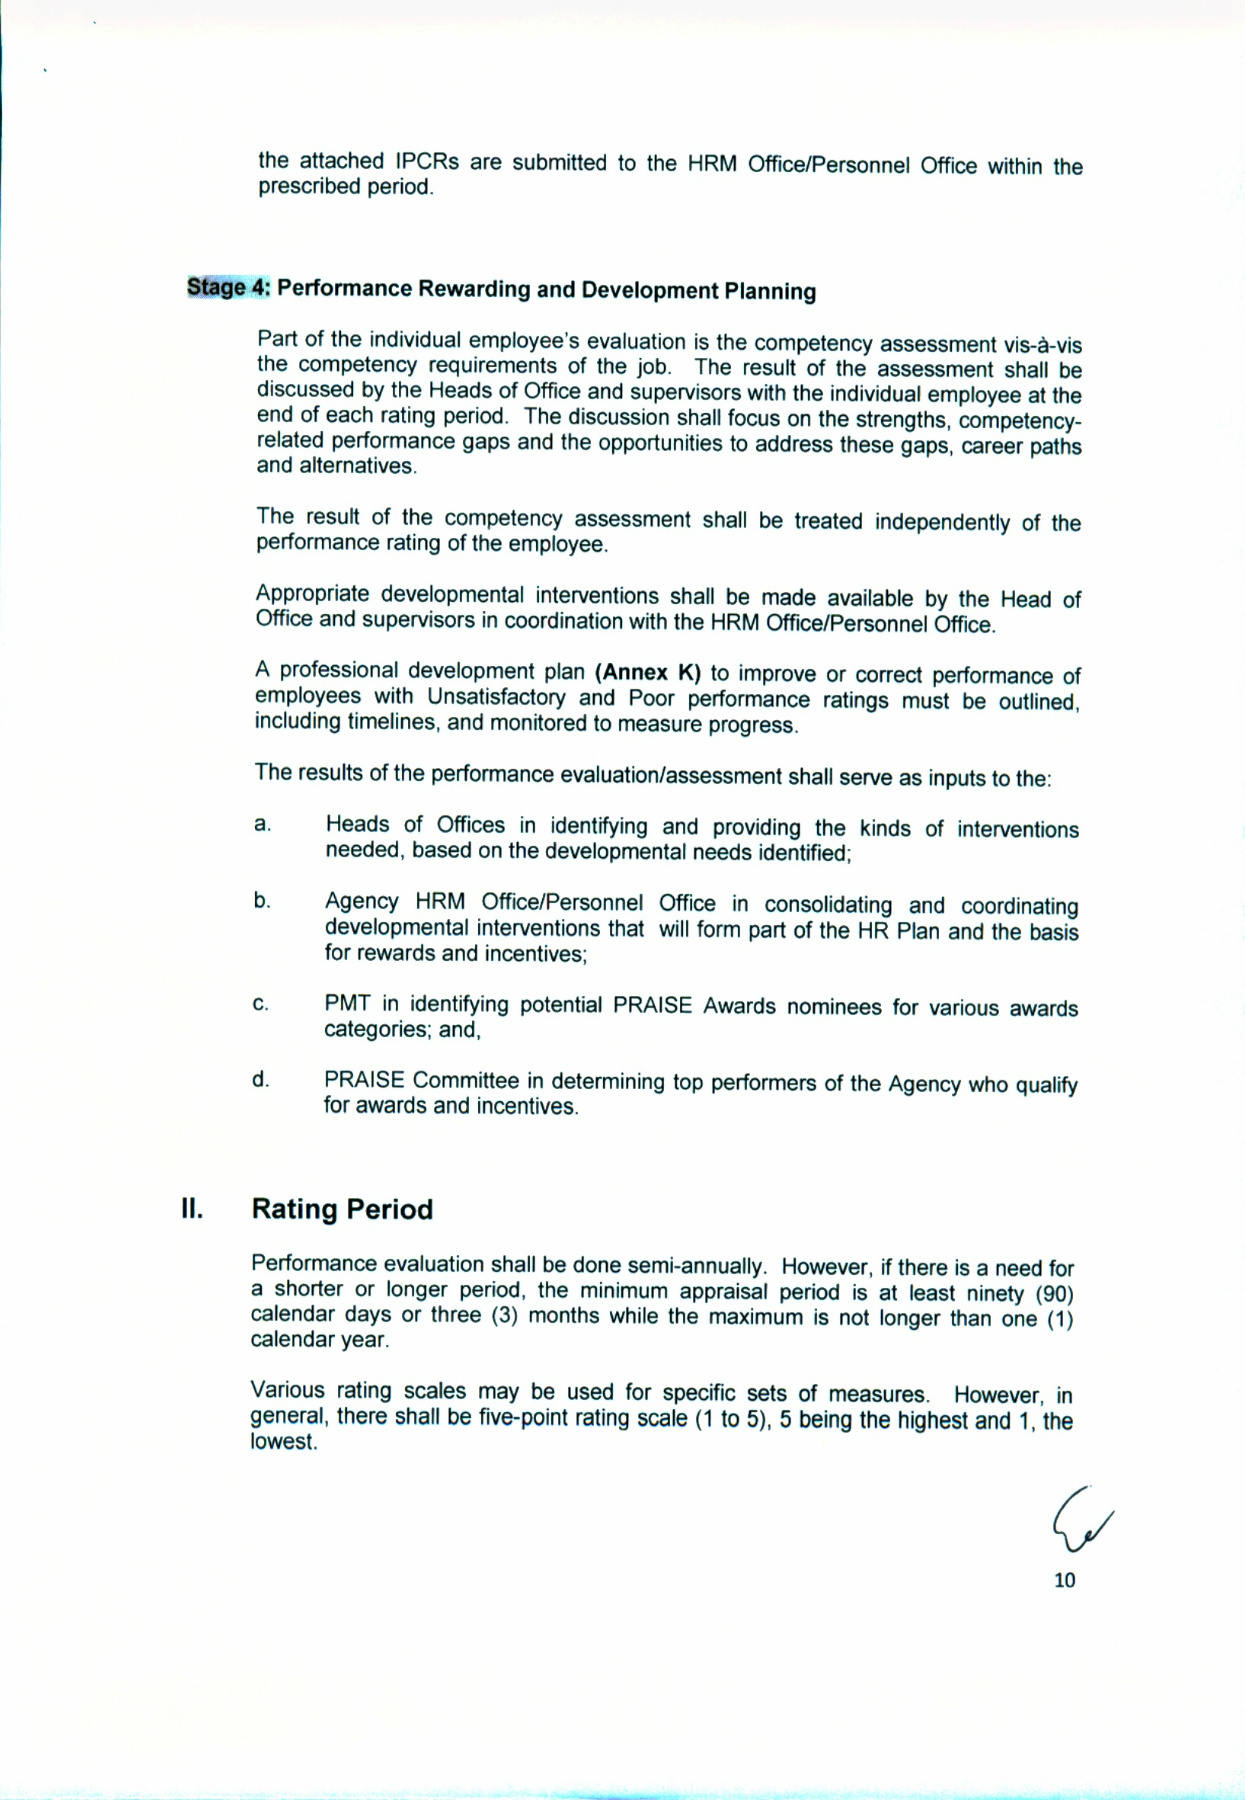 the attached IPCRs are submitted to the HRM Office/Personnel Office within the
prescribed period.
Stage 4: Performance Rewarding and Development Planning
Part of the individual employee's evaluation is the competency assessment vis-à-vis
the competency requirements of the job. The result of the assessment shall be
discussed by the Heads of Office and supervisors with the individual employee at the
end of each rating period. The discussion shall focus on the strengths, competency-
related performance gaps and the opportunities to address these gaps, career paths
and alternatives.
The result of the competency assessment shall be treated independently of the
performance rating of the employee.
Appropriate developmental interventions shall be made available by the Head of
Office and supervisors in coordination with the HRM Office/Personnel Office.
A professional development plan (Annex K) to improve or correct performance of
employees with Unsatisfactory and Poor performance ratings must be outlined,
including timelines, and monitored to measure progress.
The results of the performance evaluation/assessment shall serve as inputs to the:
a. Heads of Offices in identifying and providing the kinds of interventions
needed, based on the developmental needs identified;
b. Agency HRM Office/Personnel Office in consolidating and coordinating
developmental interventions that will form part of the HR Plan and the basis
for rewards and incentives;
c. PMT in identifying potential PRAISE Awards nominees for various awards
categories; and,
d. PRAISE Committee in determining top performers of the Agency who qualify
for awards and incentives.
II. Rating Period
Performance evaluation shall be done semi-annually. However, if there is a need for
a shorter or longer period, the minimum appraisal period is at least ninety (90)
calendar days or three (3) months while the maximum is not longer than one (1)
calendar year.
Various rating scales may be used for specific sets of measures. However, in
general, there shall be five-point rating scale (1 to 5), 5 being the highest and 1, the
lowest.
10